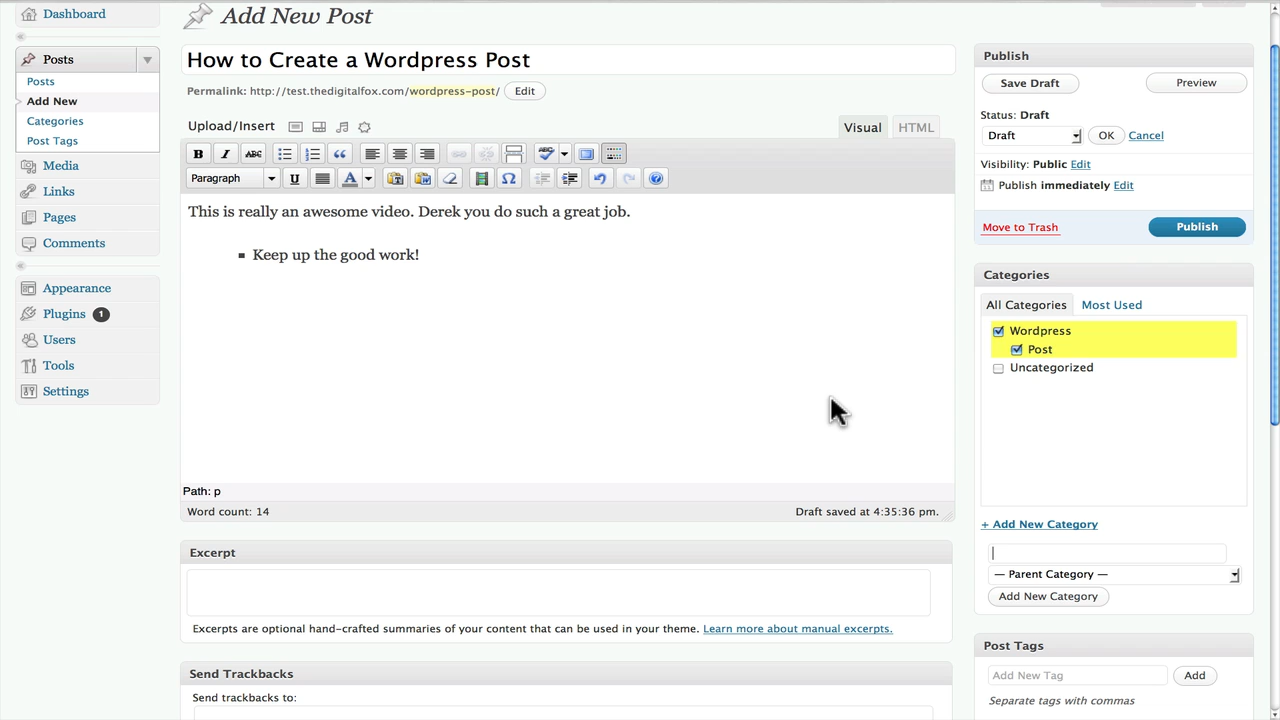 Dashboard
Posts
Posts
Add New
Categories
Post Tags
Media
Links
Pages
Comments
Appearance
Plugins 1
Users
Tools
Settings
Add New Post
How to Create a Wordpress Post
Permalink: http://test.thedigitalfox.com/wordpress-post/ Edit
Upload/Insert
Visual HTML
B I ABC
Paragraph U A
This is really an awesome video. Derek you do such a great job.
Keep up the good work!
Path: p
Word count: 14 Draft saved at 4:35:36 pm.
Excerpt
Excerpts are optional hand-crafted summaries of your content that can be used in your theme. Learn more about manual excerpts.
Send Trackbacks
Send trackbacks to:
Publish
Save Draft Preview
Status: Draft
Draft OK Cancel
Visibility: Public Edit
Publish immediately Edit
Move to Trash Publish
Categories
All Categories Most Used
Wordpress
Post
Uncategorized
+ Add New Category
— Parent Category —
Add New Category
Post Tags
Add New Tag Add
Separate tags with commas